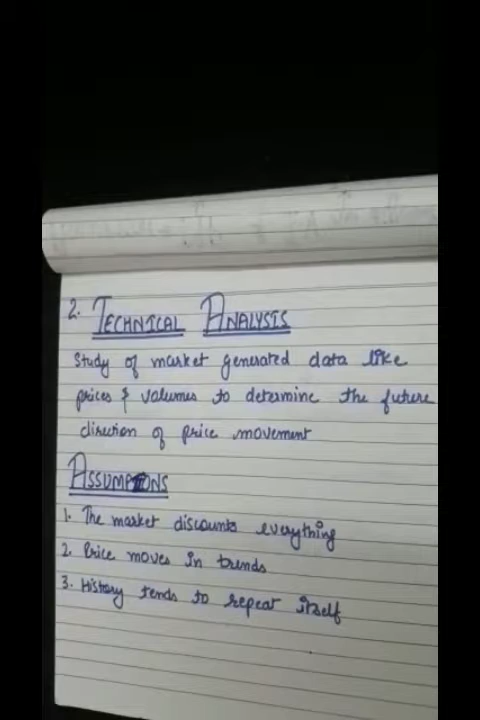 2. TECHNICAL ANALYSIS
Study of market generated data like
prices & volumes to determine the future
direction of price movement
ASSUMPTIONS
1. The market discounts everything
2. Price moves in trends
3. History tends to repeat itself